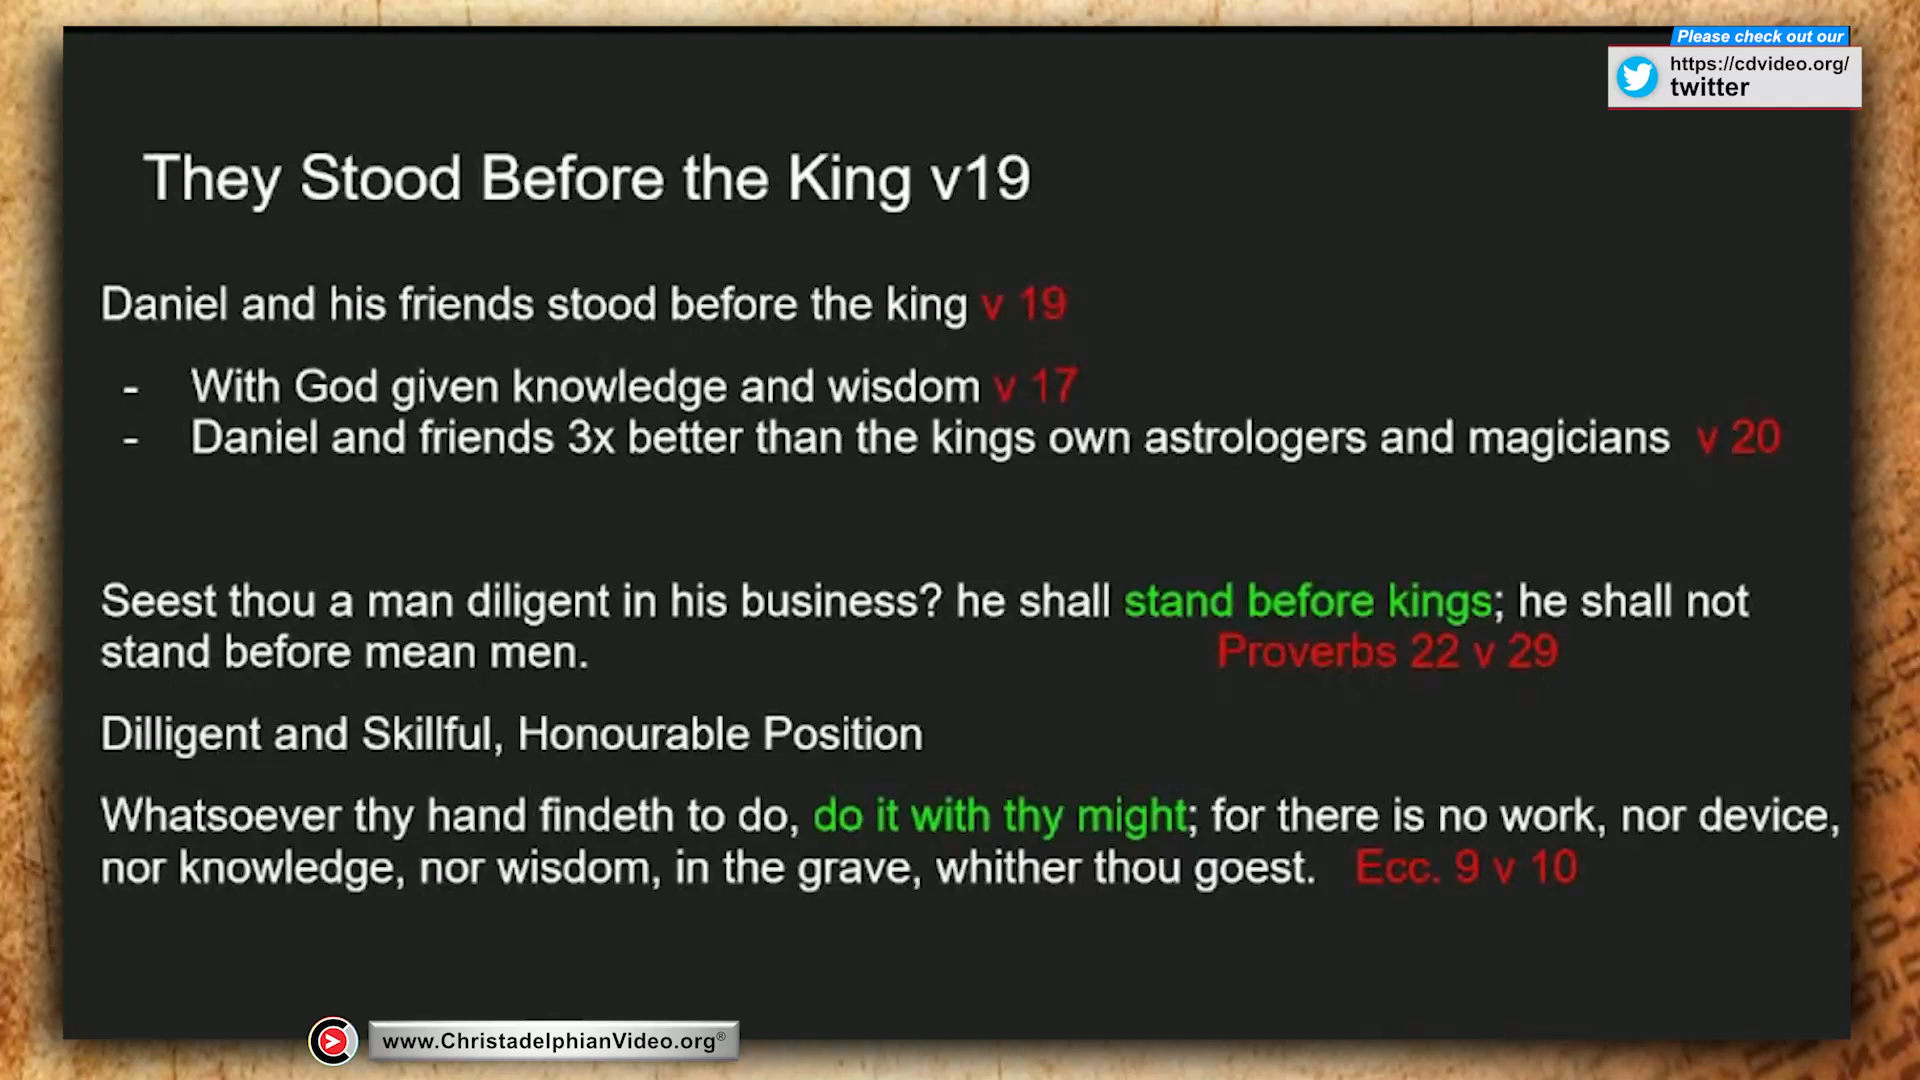 Please check out our
https://cdvideo.org/
twitter
They Stood Before the King v19
Daniel and his friends stood before the king v 19
- With God given knowledge and wisdom v 17
- Daniel and friends 3x better than the kings own astrologers and magicians v 20
Seest thou a man diligent in his business? he shall stand before kings; he shall not
stand before mean men. Proverbs 22 v 29
Dilligent and Skillful, Honourable Position
Whatsoever thy hand findeth to do, do it with thy might; for there is no work, nor device,
nor knowledge, nor wisdom, in the grave, whither thou goest. Ecc. 9 v 10
www.ChristadelphianVideo.org®